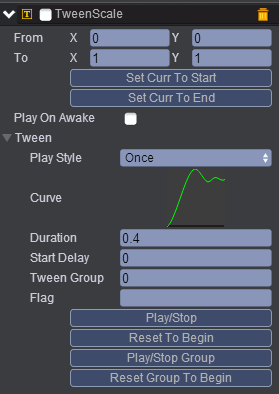 T TweenScale
From X 0 Y 0
To X 1 Y 1
Set Curr To Start
Set Curr To End
Play On Awake
Tween
Play Style Once
Curve
Duration 0.4
Start Delay 0
Tween Group 0
Flag
Play/Stop
Reset To Begin
Play/Stop Group
Reset Group To Begin